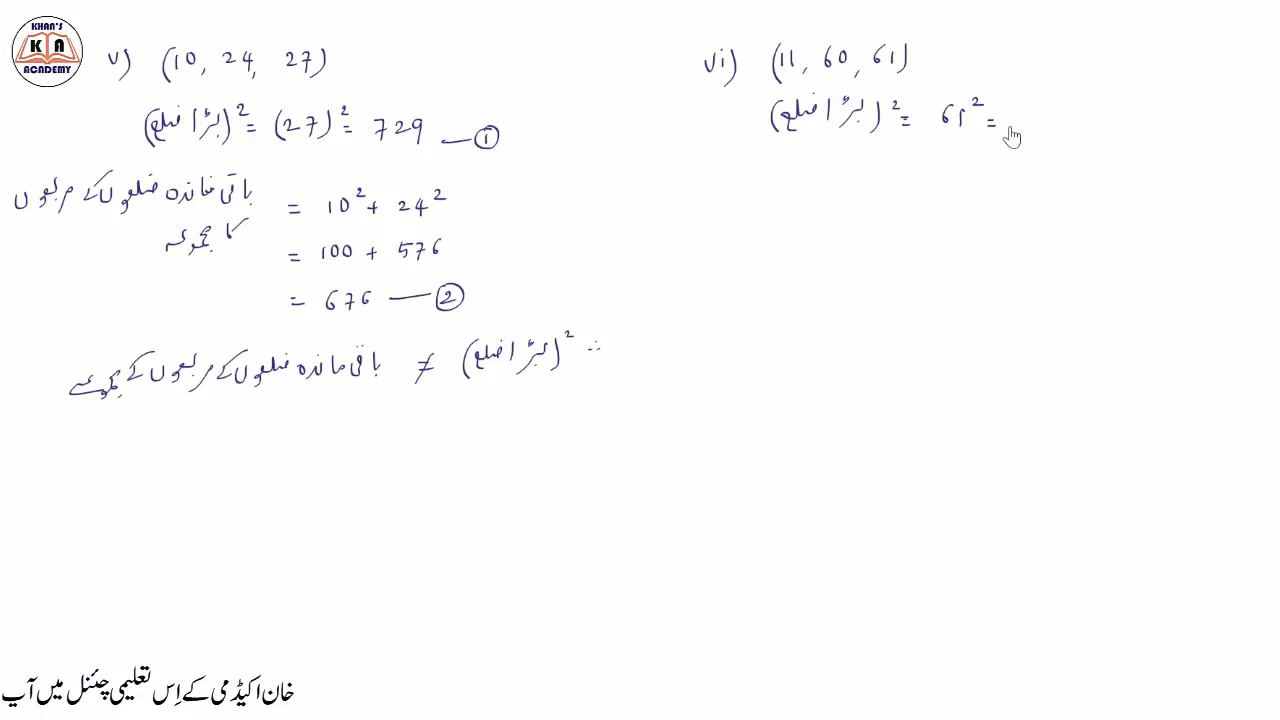 KHAN'S
K A
ACADEMY
v) (10, 24, 27)
(بڑا ضلع)² = (27)² = 729 — ①
باقی ماندہ ضلعوں کے مربعوں = 10² + 24²
کا مجموعہ
= 100 + 576
= 676 — ②
∴ (بڑا ضلع)² ≠ باقی ماندہ ضلعوں کے مربعوں کے مجموعے
vi) (11, 60, 61)
(بڑا ضلع)² = 61² =
خان اکیڈمی کے اِس تعلیمی چینل میں آپ